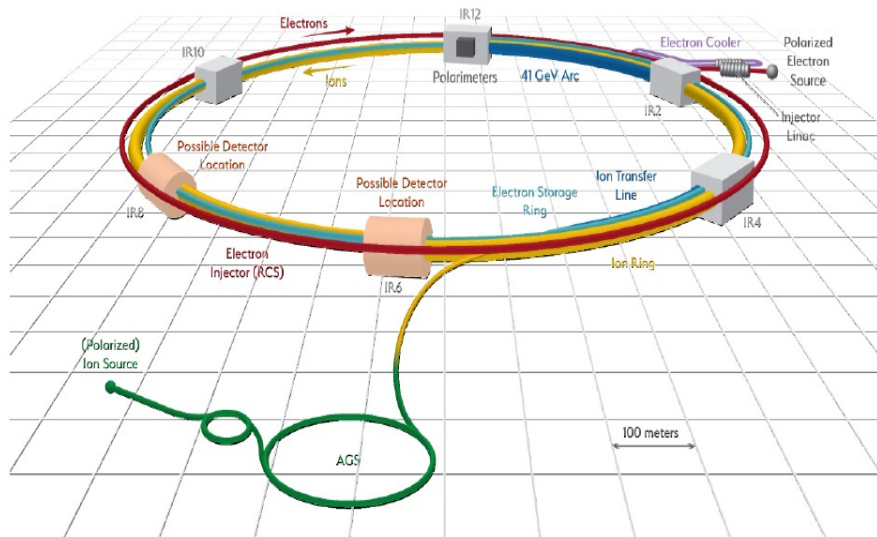 IR12
Electrons
IR10
Ions
Polarimeters
41 GeV Arc
Electron Cooler
Polarized
Electron
Source
IR2
Injector
Linac
Possible Detector
Location
Possible Detector
Location
Electron Storage
Ring
Ion Transfer
Line
IR8
IR4
Electron
Injector (RCS)
Ion Ring
IR6
(Polarized)
Ion Source
AGS
100 meters